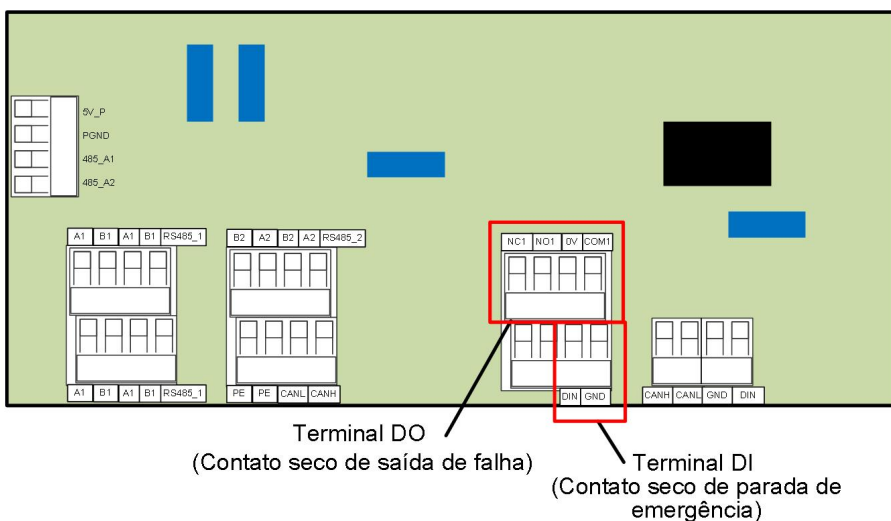 5V_P
PGND
485_A1
485_A2
A1 B1 A1 B1 RS485_1
B2 A2 B2 A2 RS485_2
NC1 NO1 0V COM1
A1 B1 A1 B1 RS485_1
PE PE CANL CANH
DIN GND
CANH CANL GND DIN
Terminal DO
(Contato seco de saída de falha)
Terminal DI
(Contato seco de parada de
emergência)